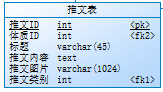 推文表
推文ID int <pk>
体质ID int <fk2>
标题 varchar(45)
推文内容 text
推文图片 varchar(1024)
推文类别 int <fk1>